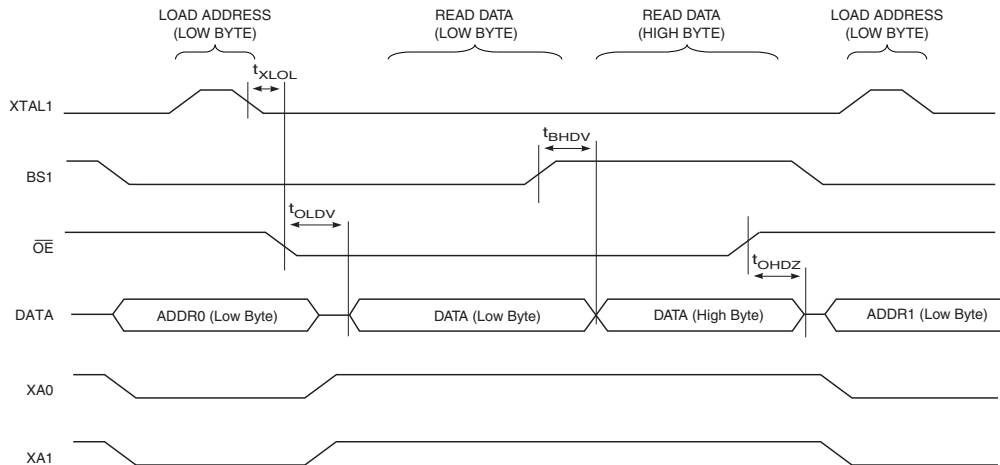 LOAD ADDRESS
(LOW BYTE)
READ DATA
(LOW BYTE)
READ DATA
(HIGH BYTE)
LOAD ADDRESS
(LOW BYTE)
tXLOL
XTAL1
tBHDV
BS1
tOLDV
OE
tOHDZ
DATA
ADDR0 (Low Byte)
DATA (Low Byte)
DATA (High Byte)
ADDR1 (Low Byte)
XA0
XA1